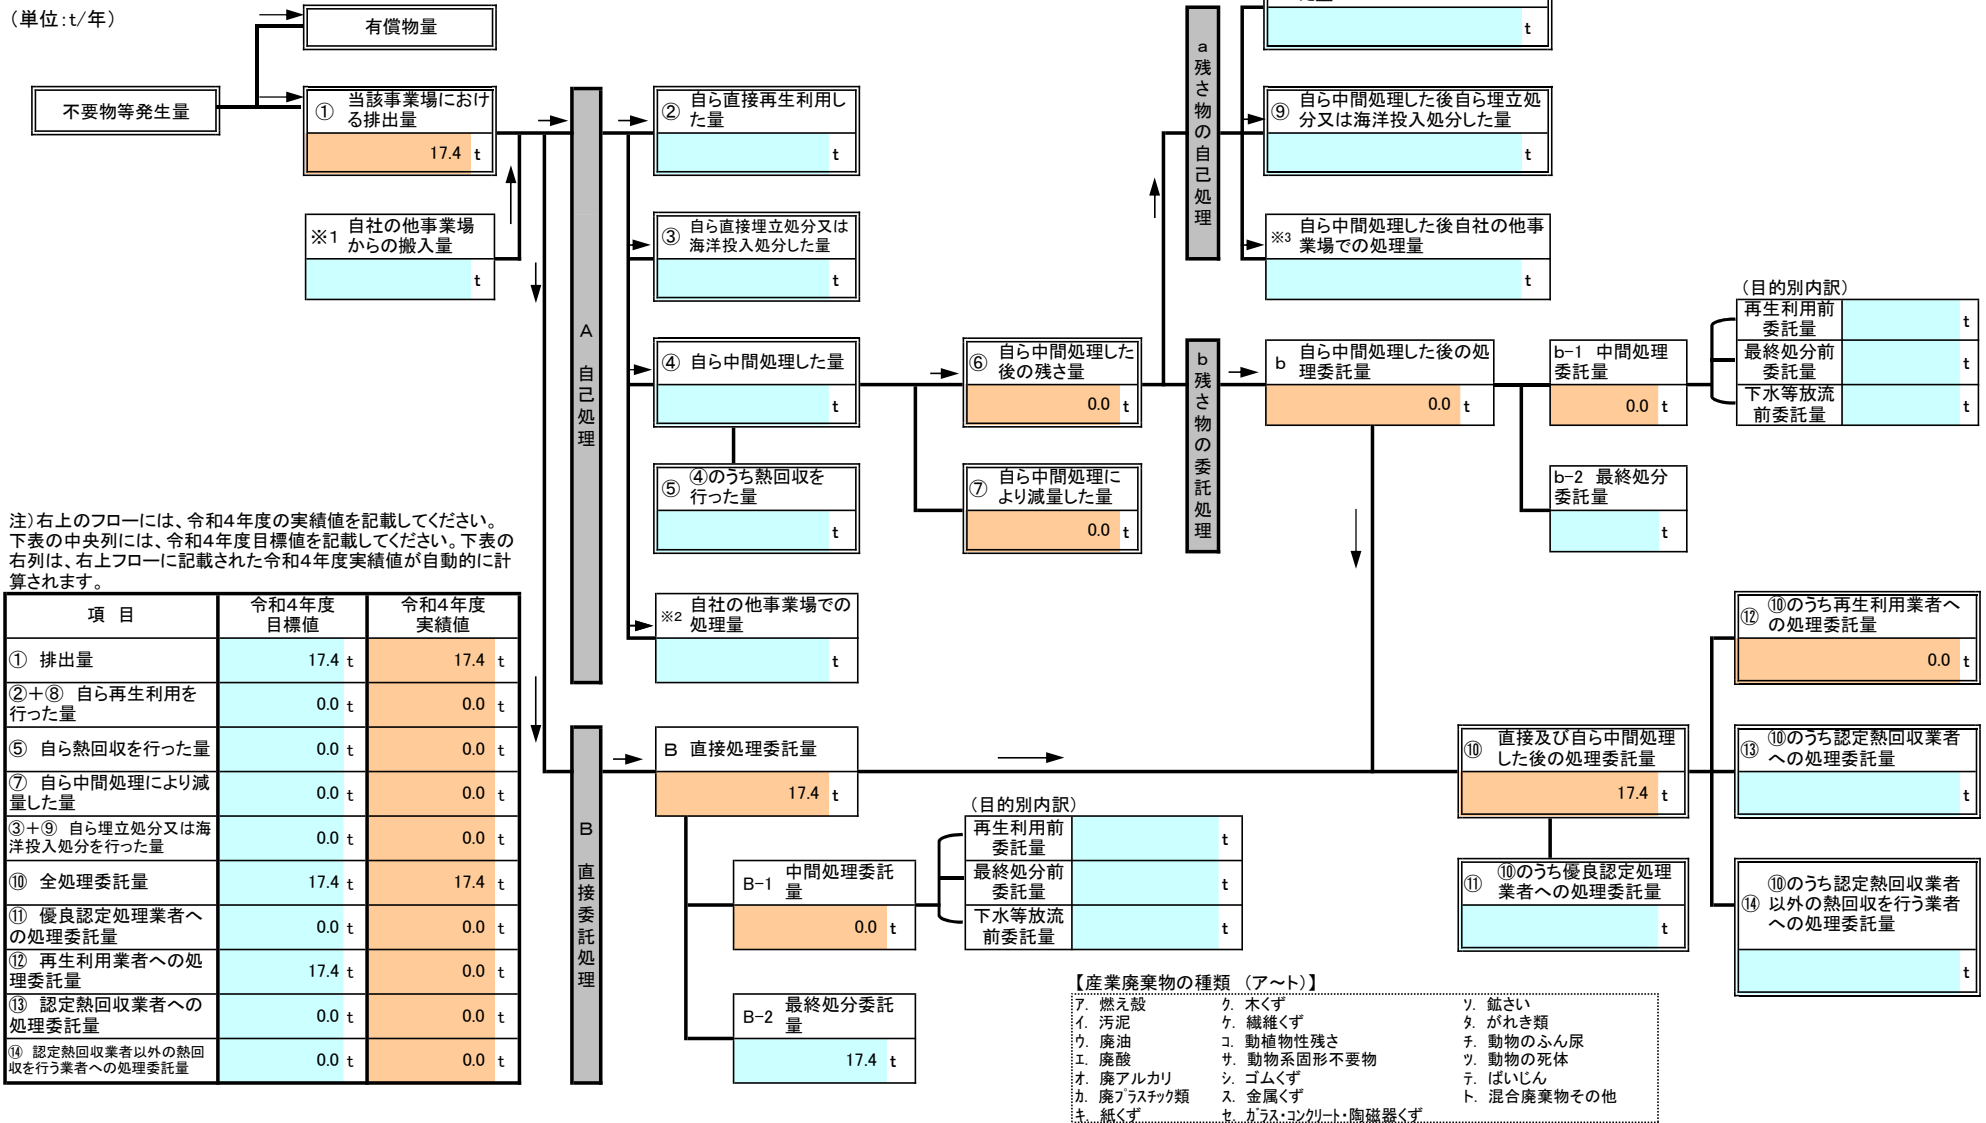 （単位：t/年）
有償物量
不要物等発生量
① 当該事業場におけ
る排出量
17.4 t
※1 自社の他事業場
からの搬入量
t
A 自己処理
② 自ら直接再生利用し
た量
t
③ 自ら直接埋立処分又は
海洋投入処分した量
t
④ 自ら中間処理した量
t
⑤ ④のうち熱回収を
行った量
t
※2 自社の他事業場での
処理量
t
⑥ 自ら中間処理した
後の残さ量
0.0 t
⑦ 自ら中間処理に
より減量した量
0.0 t
a残さ物の自己処理
t
⑨ 自ら中間処理した後自ら埋立処
分又は海洋投入処分した量
t
※3 自ら中間処理した後自社の他事
業場での処理量
t
b残さ物の委託処理
b 自ら中間処理した後の処
理委託量
0.0 t
b-1 中間処理
委託量
0.0 t
b-2 最終処分
委託量
t
（目的別内訳）
再生利用前
委託量 t
最終処分前
委託量 t
下水等放流
前委託量 t
注）右上のフローには、令和4年度の実績値を記載してください。
下表の中央列には、令和4年度目標値を記載してください。下表の
右列は、右上フローに記載された令和4年度実績値が自動的に計
算されます。
項 目 令和4年度
目標値 令和4年度
実績値
① 排出量 17.4 t 17.4 t
②＋⑧ 自ら再生利用を
行った量 0.0 t 0.0 t
⑤ 自ら熱回収を行った量 0.0 t 0.0 t
⑦ 自ら中間処理により減
量した量 0.0 t 0.0 t
③＋⑨ 自ら埋立処分又は海
洋投入処分を行った量 0.0 t 0.0 t
⑩ 全処理委託量 17.4 t 17.4 t
⑪ 優良認定処理業者へ
の処理委託量 0.0 t 0.0 t
⑫ 再生利用業者への処
理委託量 17.4 t 0.0 t
⑬ 認定熱回収業者への
処理委託量 0.0 t 0.0 t
⑭ 認定熱回収業者以外の熱回
収を行う業者への処理委託量 0.0 t 0.0 t
B 直接委託処理
B 直接処理委託量
17.4 t
B-1 中間処理委託
量
0.0 t
B-2 最終処分委託
量
17.4 t
（目的別内訳）
再生利用前
委託量 t
最終処分前
委託量 t
下水等放流
前委託量 t
⑩ 直接及び自ら中間処理
した後の処理委託量
17.4 t
⑪ ⑩のうち優良認定処理
業者への処理委託量
t
⑫ ⑩のうち再生利用業者へ
の処理委託量
0.0 t
⑬ ⑩のうち認定熱回収業者
への処理委託量
t
⑭ ⑩のうち認定熱回収業者
以外の熱回収を行う業者
への処理委託量
t
【産業廃棄物の種類 （ア～ト）】
ア. 燃え殻 ク. 木くず ソ. 鉱さい
イ. 汚泥 ケ. 繊維くず タ. がれき類
ウ. 廃油 コ. 動植物性残さ チ. 動物のふん尿
エ. 廃酸 サ. 動物系固形不要物 ツ. 動物の死体
オ. 廃アルカリ シ. ゴムくず テ. ばいじん
カ. 廃プラスチック類 ス. 金属くず ト. 混合廃棄物その他
キ. 紙くず セ. ガラス・コンクリート・陶磁器くず